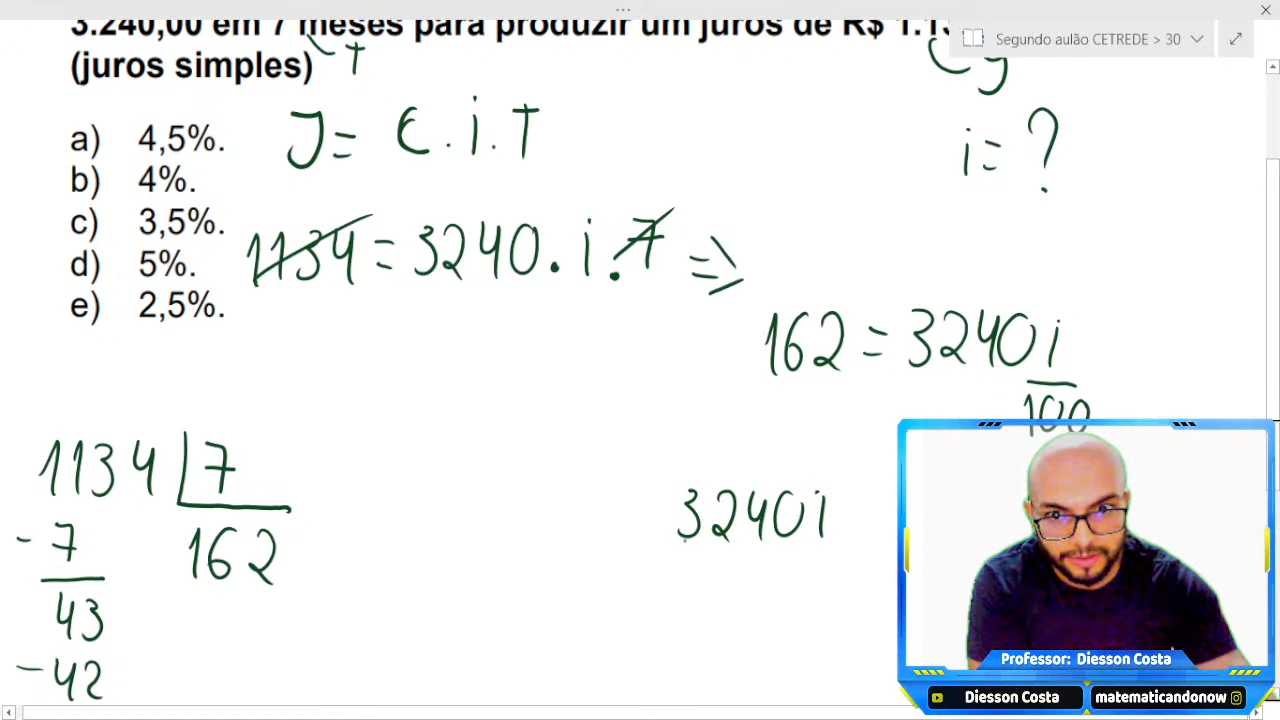 3.240,00 em 7 meses para produzir um juros de R$ 1.13
(juros simples)
Segundo aulão CETREDE > 30
T
C
J
J = C . i . T
i = ?
a) 4,5%.
b) 4%.
c) 3,5%.
d) 5%.
e) 2,5%.
1134 = 3240 . i . 7 =>
162 = 3240i
100
1134 7
- 7 162
43
- 42
3240i
Professor: Diesson Costa
Diesson Costa
matematicandonow